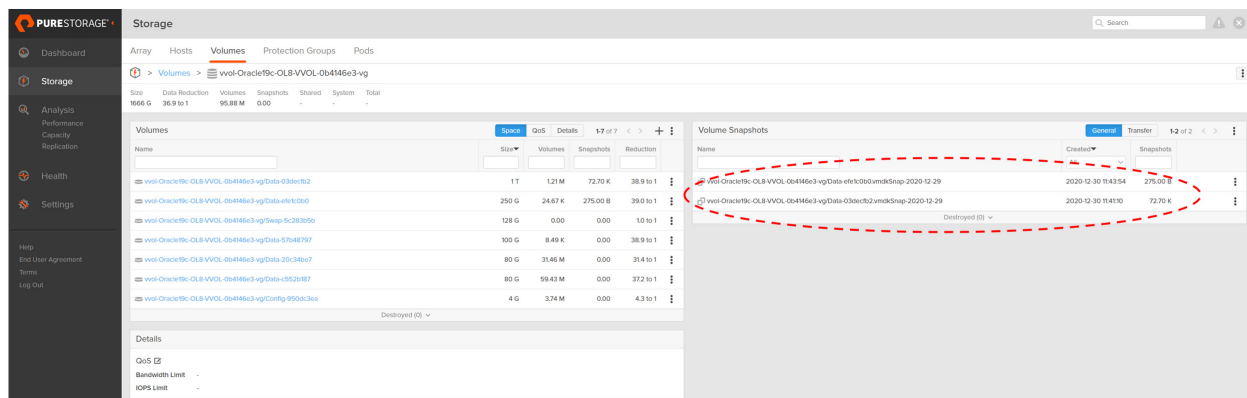 PURESTORAGE®
Storage
Search
Dashboard
Storage
Analysis
Performance
Capacity
Replication
Health
Settings
Help
End User Agreement
Terms
Log Out
Array Hosts Volumes Protection Groups Pods
> Volumes > vvol-Oracle19c-OL8-VVOL-0b4146e3-vg
Size Data Reduction Volumes Snapshots Shared System Total
1666 G 36.9 to 1 95.88 M 0.00 - - -
Volumes Space QoS Details 1-7 of 7 < > +
Name Size▼ Volumes Snapshots Reduction
vvol-Oracle19c-OL8-VVOL-0b4146e3-vg/Data-03decfb2 1 T 1.21 M 72.70 K 38.9 to 1
vvol-Oracle19c-OL8-VVOL-0b4146e3-vg/Data-efe1c0b0 250 G 24.67 K 275.00 B 39.0 to 1
vvol-Oracle19c-OL8-VVOL-0b4146e3-vg/Swap-5c283b5b 128 G 0.00 0.00 1.0 to 1
vvol-Oracle19c-OL8-VVOL-0b4146e3-vg/Data-57b48797 100 G 8.49 K 0.00 38.9 to 1
vvol-Oracle19c-OL8-VVOL-0b4146e3-vg/Data-20c34be7 80 G 31.46 M 0.00 31.4 to 1
vvol-Oracle19c-OL8-VVOL-0b4146e3-vg/Data-c552b187 80 G 59.43 M 0.00 37.2 to 1
vvol-Oracle19c-OL8-VVOL-0b4146e3-vg/Config-950dc3ea 4 G 3.74 M 0.00 4.3 to 1
Destroyed (0)
Details
QoS
Bandwidth Limit -
IOPS Limit -
Volume Snapshots General Transfer 1-2 of 2 < >
Name Created▼ Snapshots
All
vvol-Oracle19c-OL8-VVOL-0b4146e3-vg/Data-efe1c0b0.vmdkSnap-2020-12-29 2020-12-30 11:43:54 275.00 B
vvol-Oracle19c-OL8-VVOL-0b4146e3-vg/Data-03decfb2.vmdkSnap-2020-12-29 2020-12-30 11:41:10 72.70 K
Destroyed (0)